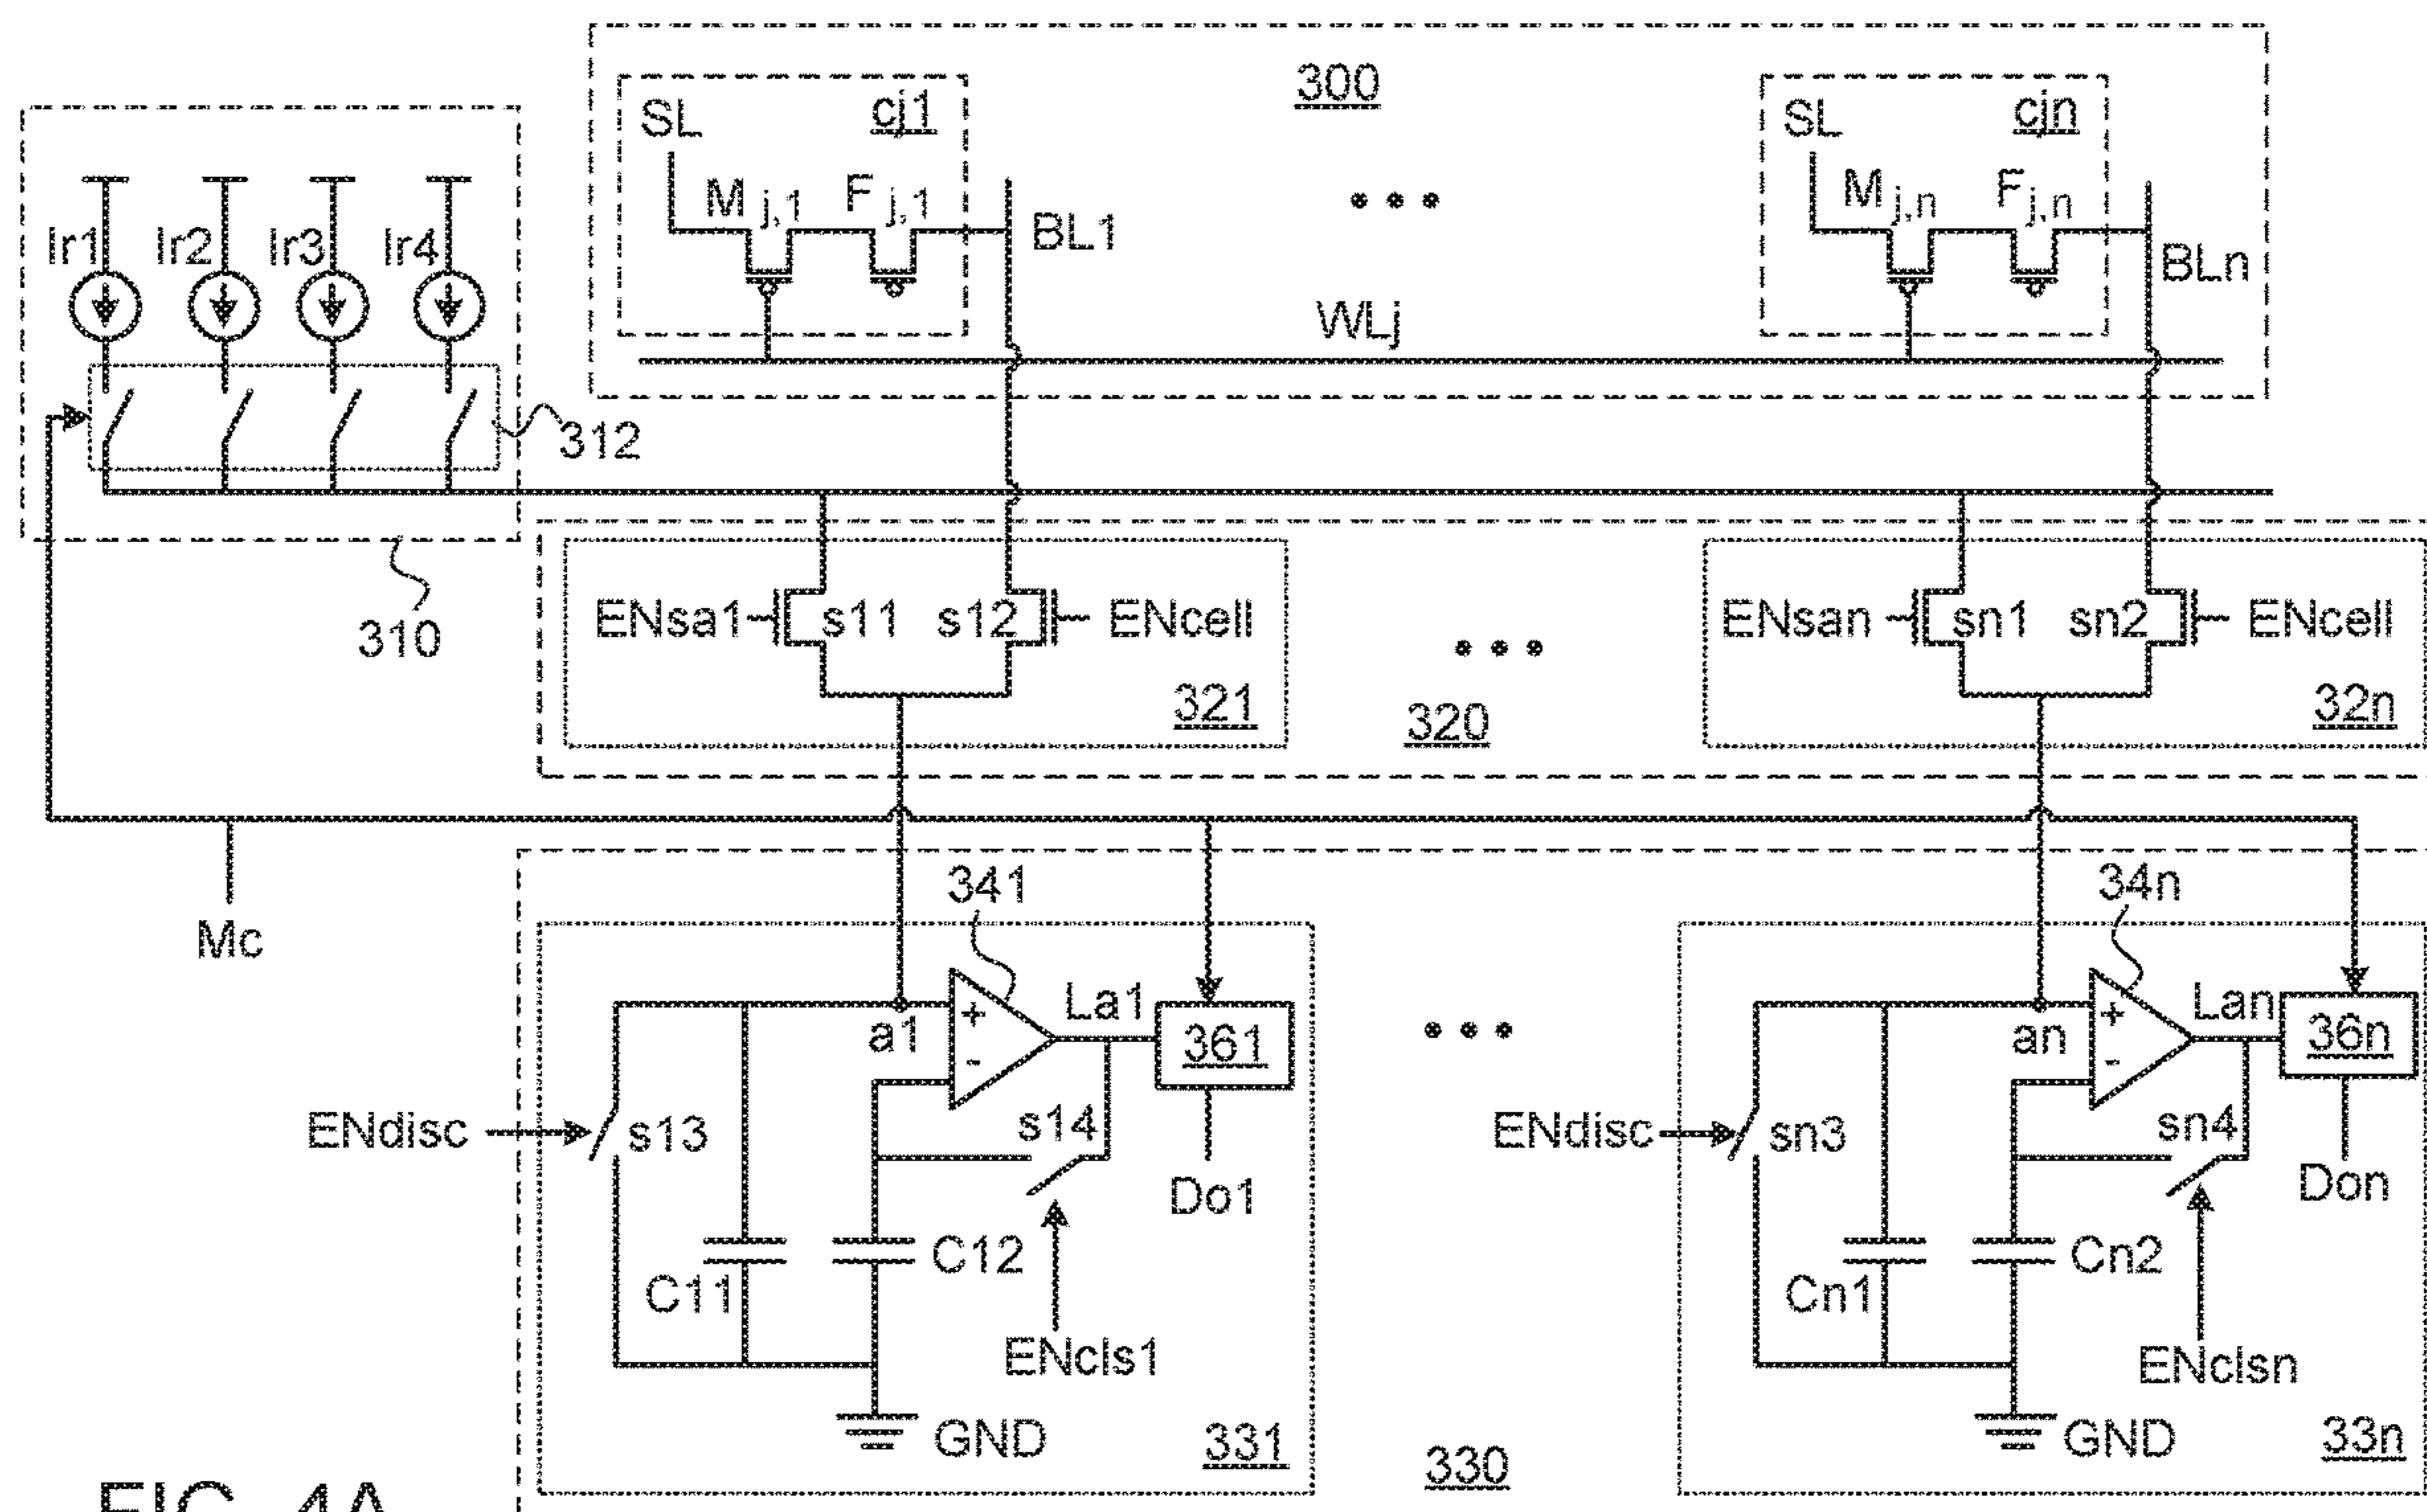 300
SL
cj1
M j,1
F j,1
BL1
SL
cjn
M j,n
F j,n
BLn
WLj
Ir1
Ir2
Ir3
Ir4
312
310
ENsa1
s11
s12
ENcell
321
320
ENsan
sn1
sn2
ENcell
32n
Mc
341
a1
+
-
La1
361
s14
ENdisc
s13
Do1
C11
C12
ENcls1
GND
331
330
34n
an
+
-
Lan
36n
sn4
ENdisc
sn3
Don
Cn1
Cn2
ENclsn
GND
33n
FIG. 4A